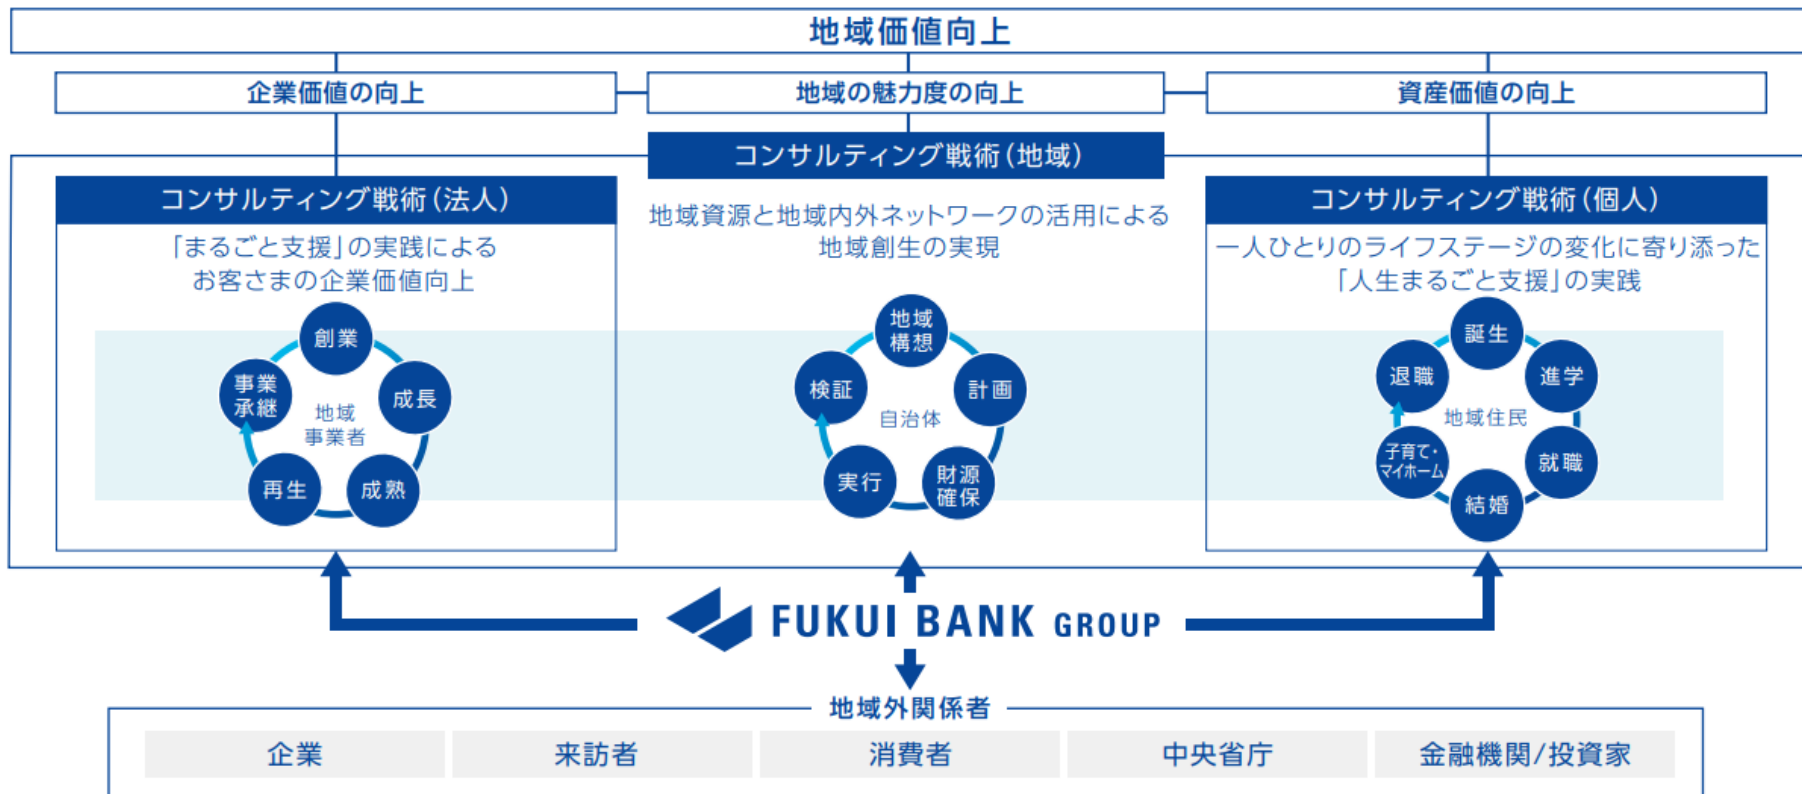 地域価値向上
企業価値の向上
地域の魅力度の向上
資産価値の向上
コンサルティング戦術(地域)
地域資源と地域内外ネットワークの活用による
地域創生の実現
コンサルティング戦術(法人)
「まるごと支援」の実践による
お客さまの企業価値向上
コンサルティング戦術(個人)
一人ひとりのライフステージの変化に寄り添った
「人生まるごと支援」の実践
創業
成長
成熟
再生
事業
承継
地域
事業者
地域
構想
計画
財源
確保
実行
検証
自治体
誕生
進学
就職
結婚
子育て・
マイホーム
退職
地域住民
FUKUI BANK GROUP
地域外関係者
企業
来訪者
消費者
中央省庁
金融機関/投資家